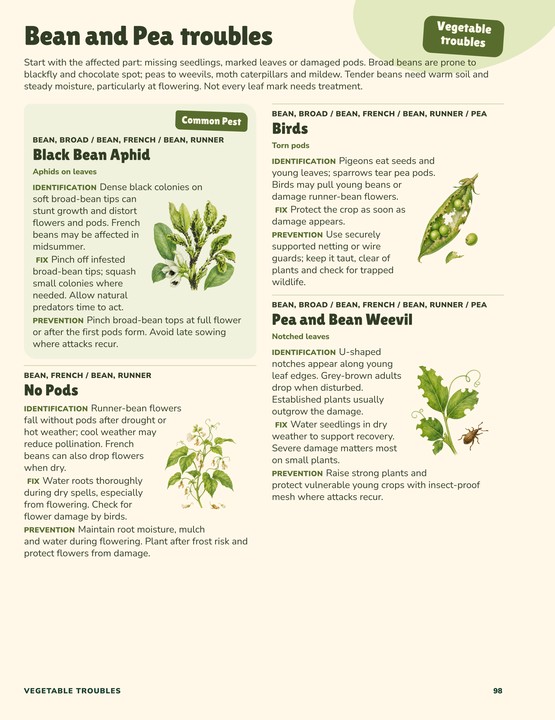 Bean and Pea troubles
Vegetable
troubles
Start with the affected part: missing seedlings, marked leaves or damaged pods. Broad beans are prone to
blackfly and chocolate spot; peas to weevils, moth caterpillars and mildew. Tender beans need warm soil and
steady moisture, particularly at flowering. Not every leaf mark needs treatment.
Common Pest
BEAN, BROAD / BEAN, FRENCH / BEAN, RUNNER
Black Bean Aphid
Aphids on leaves
IDENTIFICATION Dense black colonies on
soft broad-bean tips can
stunt growth and distort
flowers and pods. French
beans may be affected in
midsummer.
FIX Pinch off infested
broad-bean tips; squash
small colonies where
needed. Allow natural
predators time to act.
PREVENTION Pinch broad-bean tops at full flower
or after the first pods form. Avoid late sowing
where attacks recur.
BEAN, FRENCH / BEAN, RUNNER
No Pods
IDENTIFICATION Runner-bean flowers
fall without pods after drought or
hot weather; cool weather may
reduce pollination. French
beans can also drop flowers
when dry.
FIX Water roots thoroughly
during dry spells, especially
from flowering. Check for
flower damage by birds.
PREVENTION Maintain root moisture, mulch
and water during flowering. Plant after frost risk and
protect flowers from damage.
BEAN, BROAD / BEAN, FRENCH / BEAN, RUNNER / PEA
Birds
Torn pods
IDENTIFICATION Pigeons eat seeds and
young leaves; sparrows tear pea pods.
Birds may pull young beans or
damage runner-bean flowers.
FIX Protect the crop as soon as
damage appears.
PREVENTION Use securely
supported netting or wire
guards; keep it taut, clear of
plants and check for trapped
wildlife.
BEAN, BROAD / BEAN, FRENCH / BEAN, RUNNER / PEA
Pea and Bean Weevil
Notched leaves
IDENTIFICATION U-shaped
notches appear along young
leaf edges. Grey-brown adults
drop when disturbed.
Established plants usually
outgrow the damage.
FIX Water seedlings in dry
weather to support recovery.
Severe damage matters most
on small plants.
PREVENTION Raise strong plants and
protect vulnerable young crops with insect-proof
mesh where attacks recur.
VEGETABLE TROUBLES
98